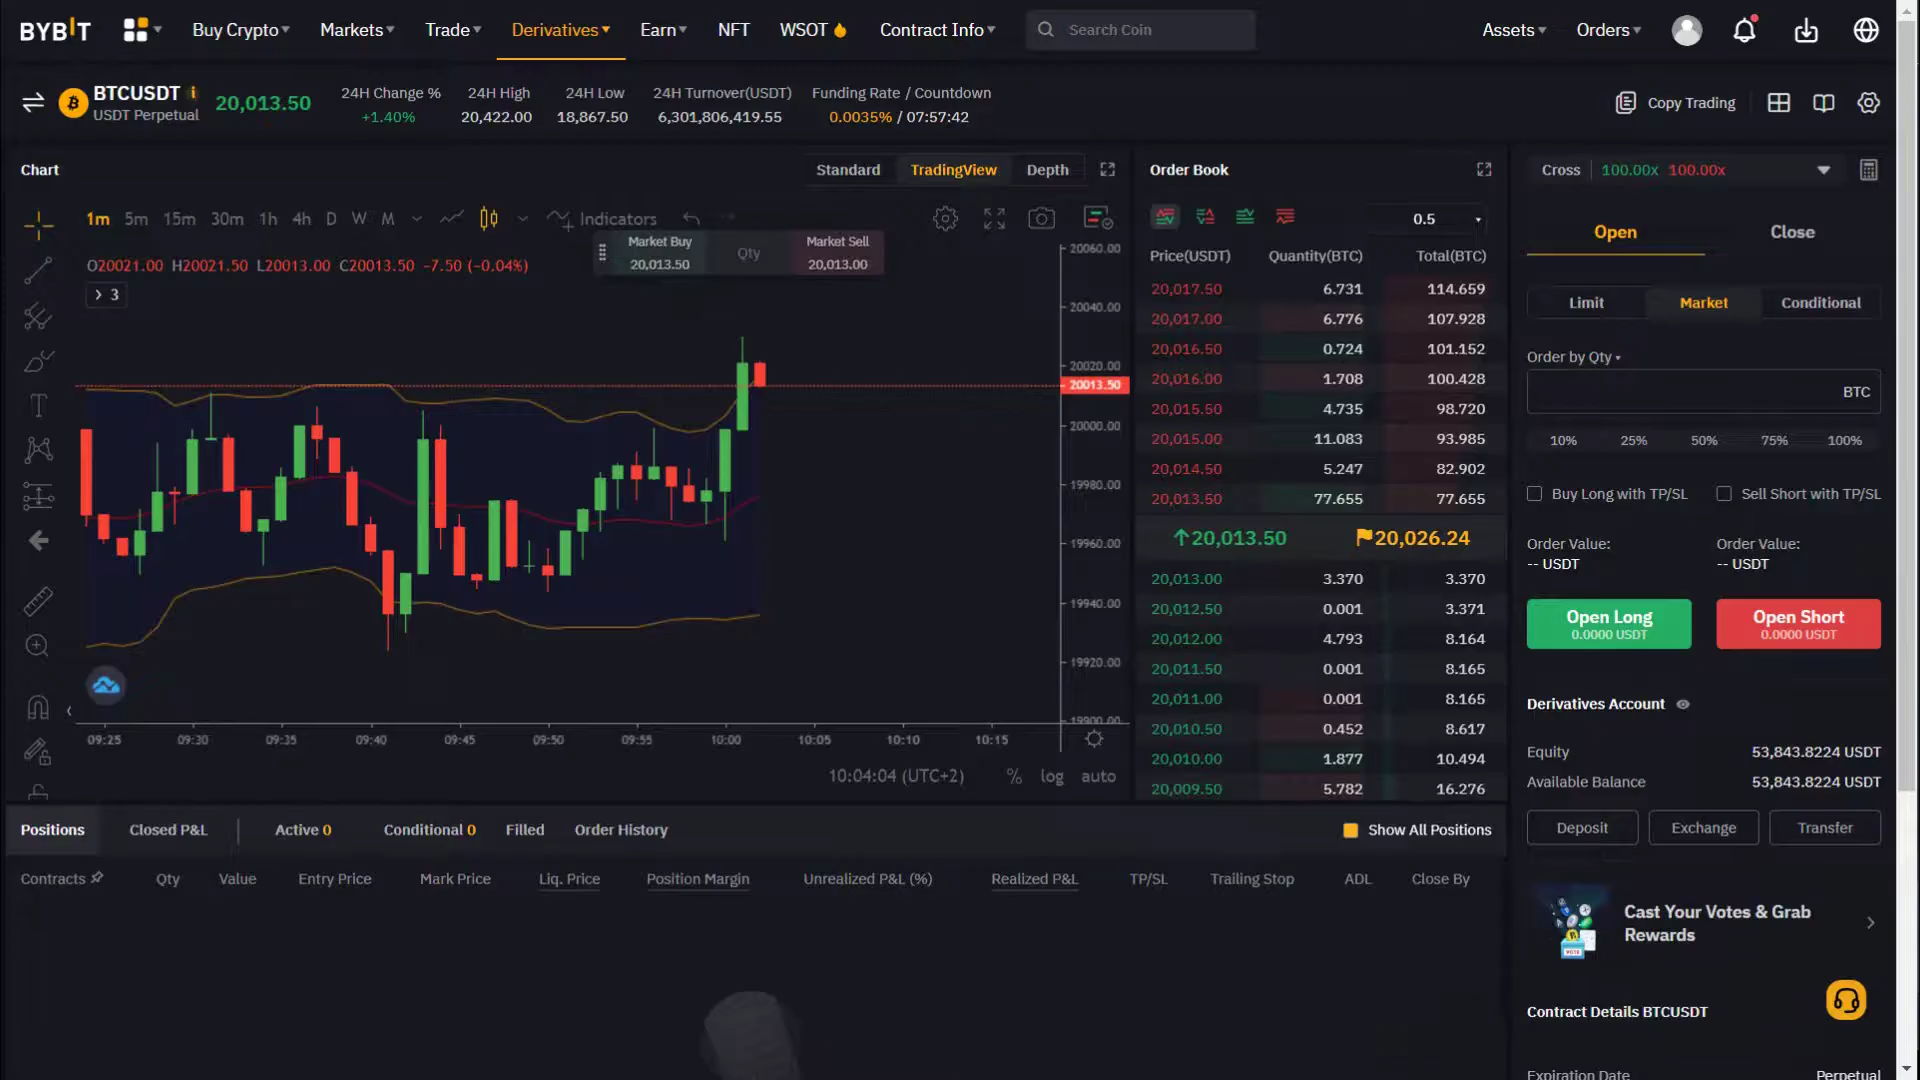 BYBIT
Buy Crypto
Markets
Trade
Derivatives
Earn
NFT
WSOT
Contract Info
Search Coin
Assets
Orders
BTCUSDT
USDT Perpetual
20,013.50
24H Change %
+1.40%
24H High
20,422.00
24H Low
18,867.50
24H Turnover(USDT)
6,301,806,419.55
Funding Rate / Countdown
0.0035% / 07:57:42
Copy Trading
Chart
Standard
TradingView
Depth
1m 5m 15m 30m 1h 4h D W M
Indicators
O20021.00 H20021.50 L20013.00 C20013.50 -7.50 (-0.04%)
3
Market Buy
20,013.50
Qty
Market Sell
20,013.00
20060.00
20040.00
20020.00
20013.50
20000.00
19980.00
19960.00
19940.00
19920.00
19900.00
09:25 09:30 09:35 09:40 09:45 09:50 09:55 10:00 10:05 10:10 10:15
10:04:04 (UTC+2) % log auto
Order Book
0.5
Price(USDT) Quantity(BTC) Total(BTC)
20,017.50 6.731 114.659
20,017.00 6.776 107.928
20,016.50 0.724 101.152
20,016.00 1.708 100.428
20,015.50 4.735 98.720
20,015.00 11.083 93.985
20,014.50 5.247 82.902
20,013.50 77.655 77.655
20,013.50 20,026.24
20,013.00 3.370 3.370
20,012.50 0.001 3.371
20,012.00 4.793 8.164
20,011.50 0.001 8.165
20,011.00 0.001 8.165
20,010.50 0.452 8.617
20,010.00 1.877 10.494
20,009.50 5.782 16.276
Cross 100.00x 100.00x
Open
Close
Limit
Market
Conditional
Order by Qty
BTC
10% 25% 50% 75% 100%
Buy Long with TP/SL
Sell Short with TP/SL
Order Value:
-- USDT
Order Value:
-- USDT
Open Long
0.0000 USDT
Open Short
0.0000 USDT
Derivatives Account
Equity 53,843.8224 USDT
Available Balance 53,843.8224 USDT
Deposit
Exchange
Transfer
Cast Your Votes & Grab
Rewards
Contract Details BTCUSDT
Expiration Date Perpetual
Positions
Closed P&L
Active 0
Conditional 0
Filled
Order History
Show All Positions
Contracts Qty Value Entry Price Mark Price Liq. Price Position Margin Unrealized P&L (%) Realized P&L TP/SL Trailing Stop ADL Close By